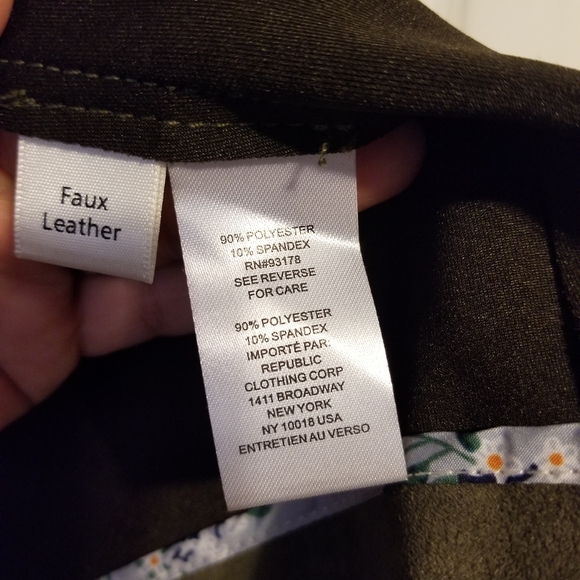 Faux
Leather
90% POLYESTER
10% SPANDEX
RN#93178
SEE REVERSE
FOR CARE
90% POLYESTER
10% SPANDEX
IMPORTÉ PAR:
REPUBLIC
CLOTHING CORP
1411 BROADWAY
NEW YORK
NY 10018 USA
ENTRETIEN AU VERSO